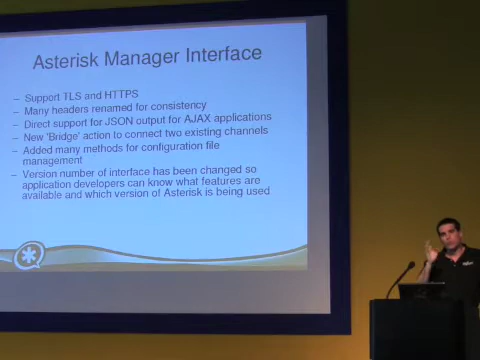 Asterisk Manager Interface
– Support TLS and HTTPS
– Many headers renamed for consistency
– Direct support for JSON output for AJAX applications
– New 'Bridge' action to connect two existing channels
– Added many methods for configuration file
management
– Version number of interface has been changed so
application developers can know what features are
available and which version of Asterisk is being used